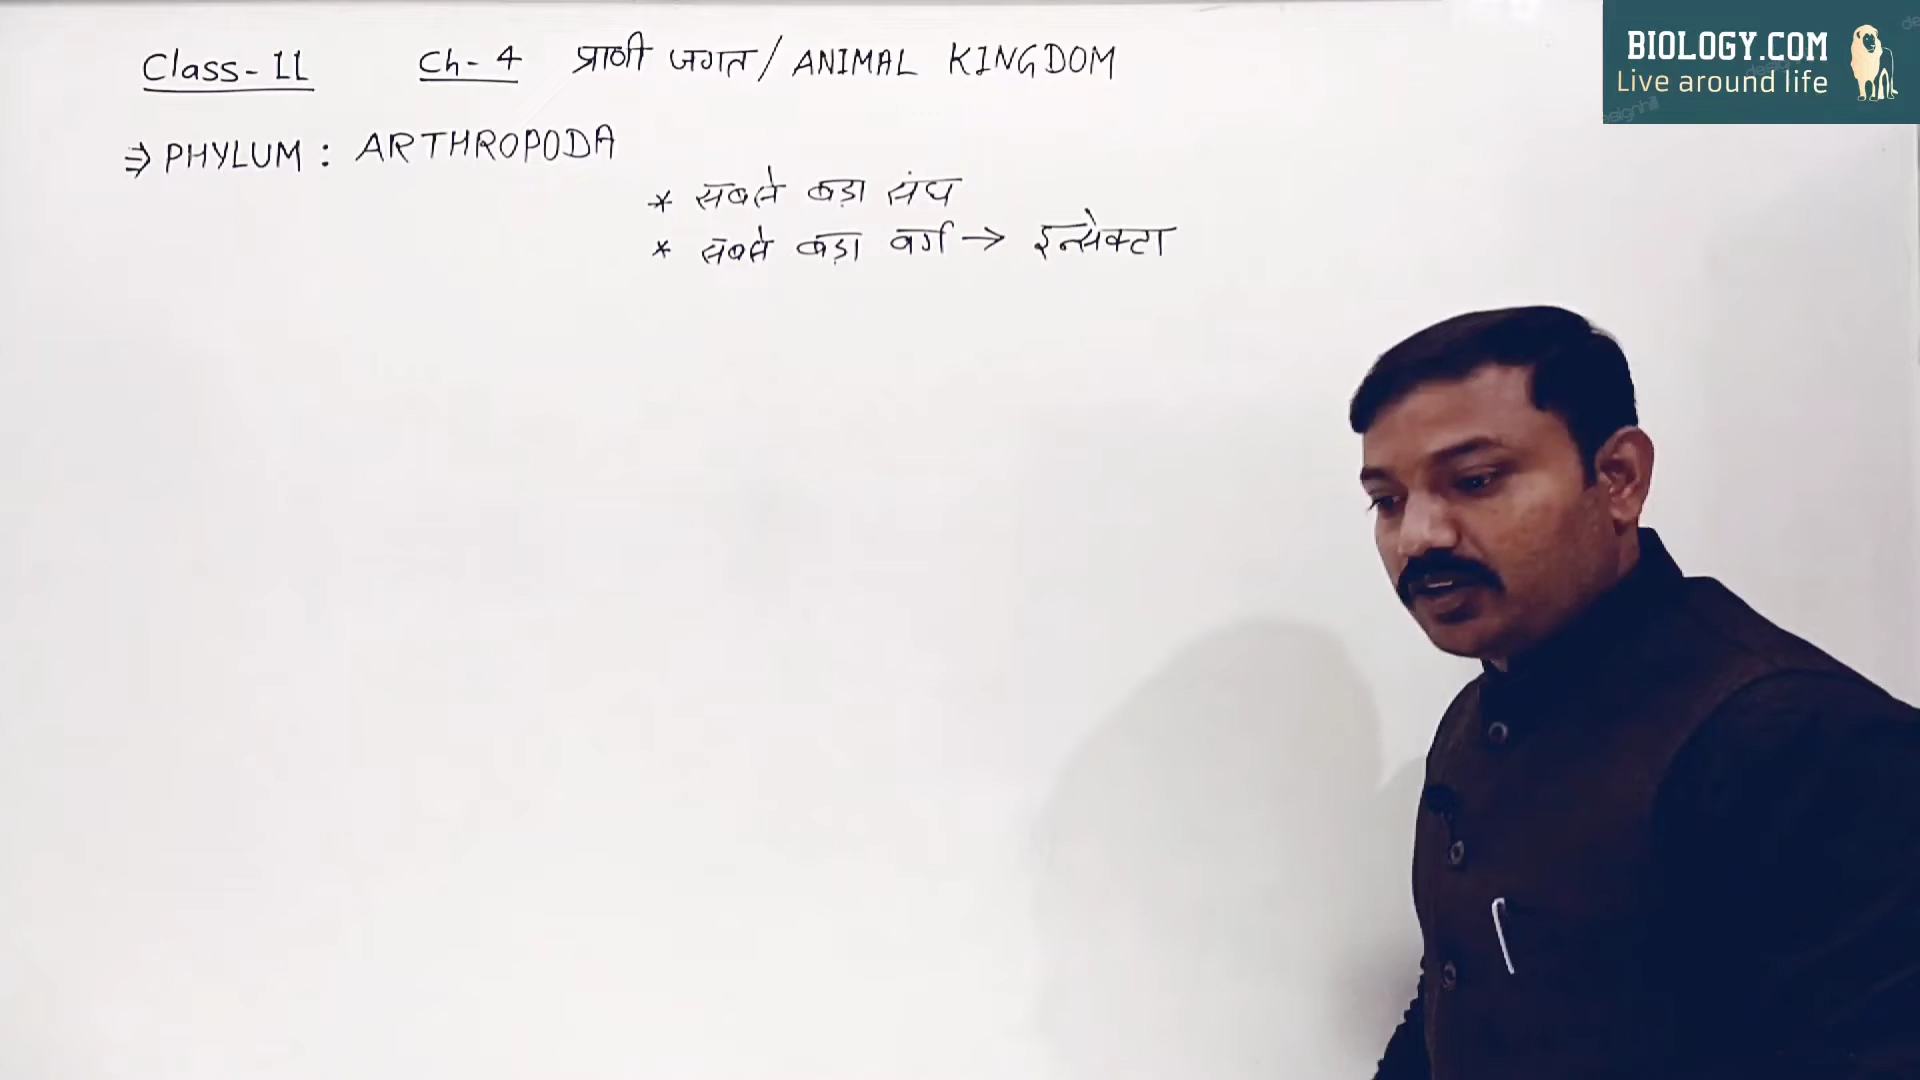 Class-11 Ch-4 प्राणी जगत/ANIMAL KINGDOM
⇒ PHYLUM: ARTHROPODA
* सबसे बड़ा संघ
* सबसे बड़ा वर्ग → इन्सेक्टा
BIOLOGY.COM
Live around life